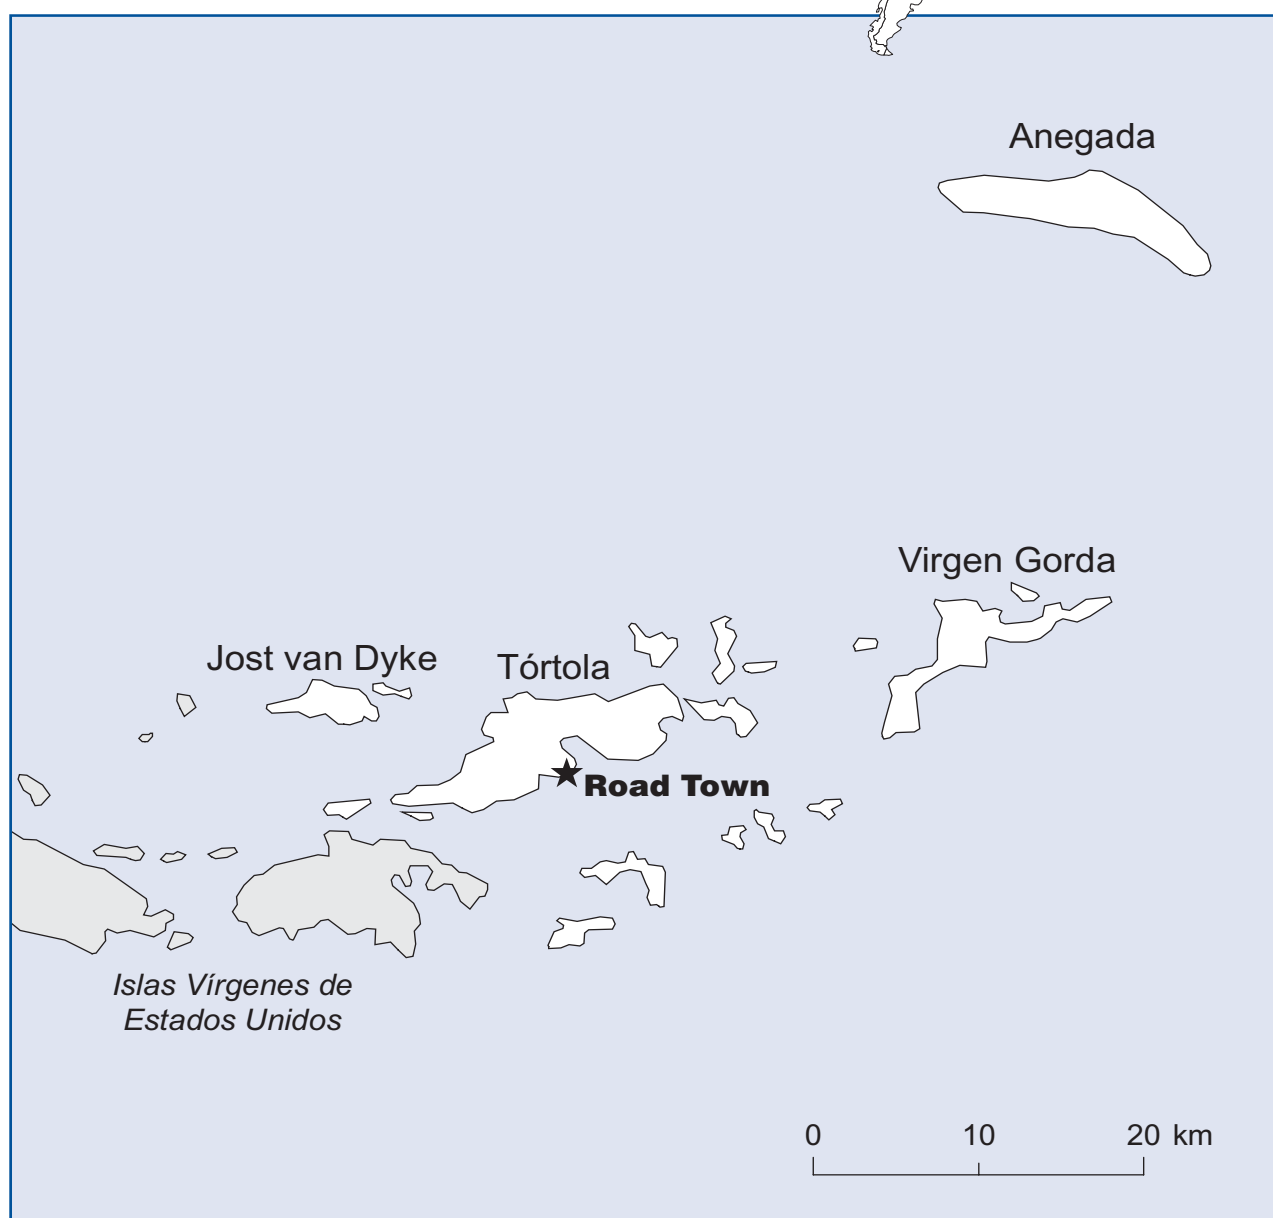 Anegada
Virgen Gorda
Jost van Dyke
Tórtola
Road Town
Islas Vírgenes de
Estados Unidos
0 10 20 km